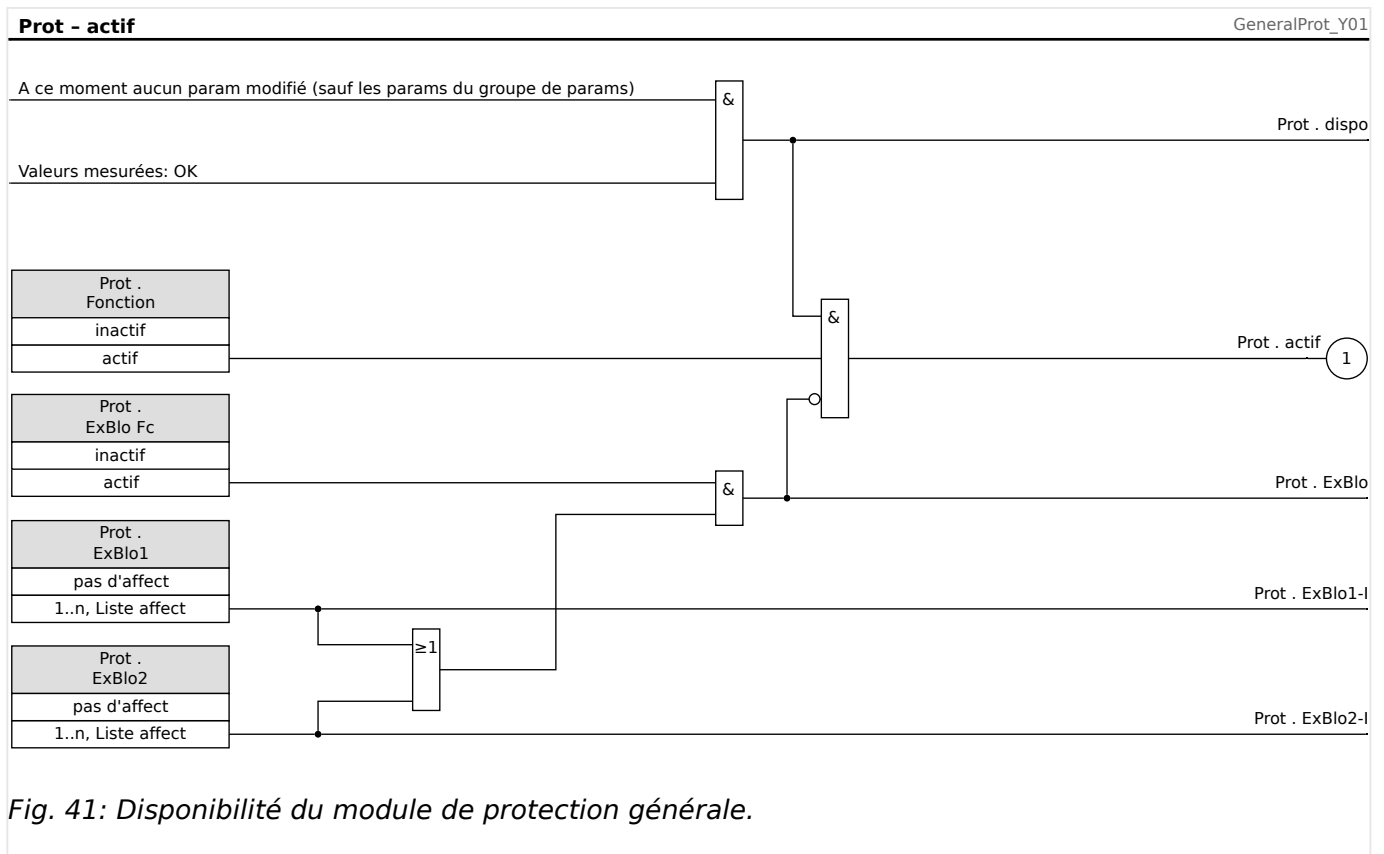 Prot – actif
GeneralProt_Y01
A ce moment aucun param modifié (sauf les params du groupe de params)
&
Prot . dispo
Valeurs mesurées: OK
Prot .
Fonction
inactif
actif
&
Prot . actif
1
Prot .
ExBlo Fc
inactif
actif
&
Prot . ExBlo
Prot .
ExBlo1
pas d'affect
1..n, Liste affect
Prot . ExBlo1-I
≥1
Prot .
ExBlo2
pas d'affect
1..n, Liste affect
Prot . ExBlo2-I
Fig. 41: Disponibilité du module de protection générale.